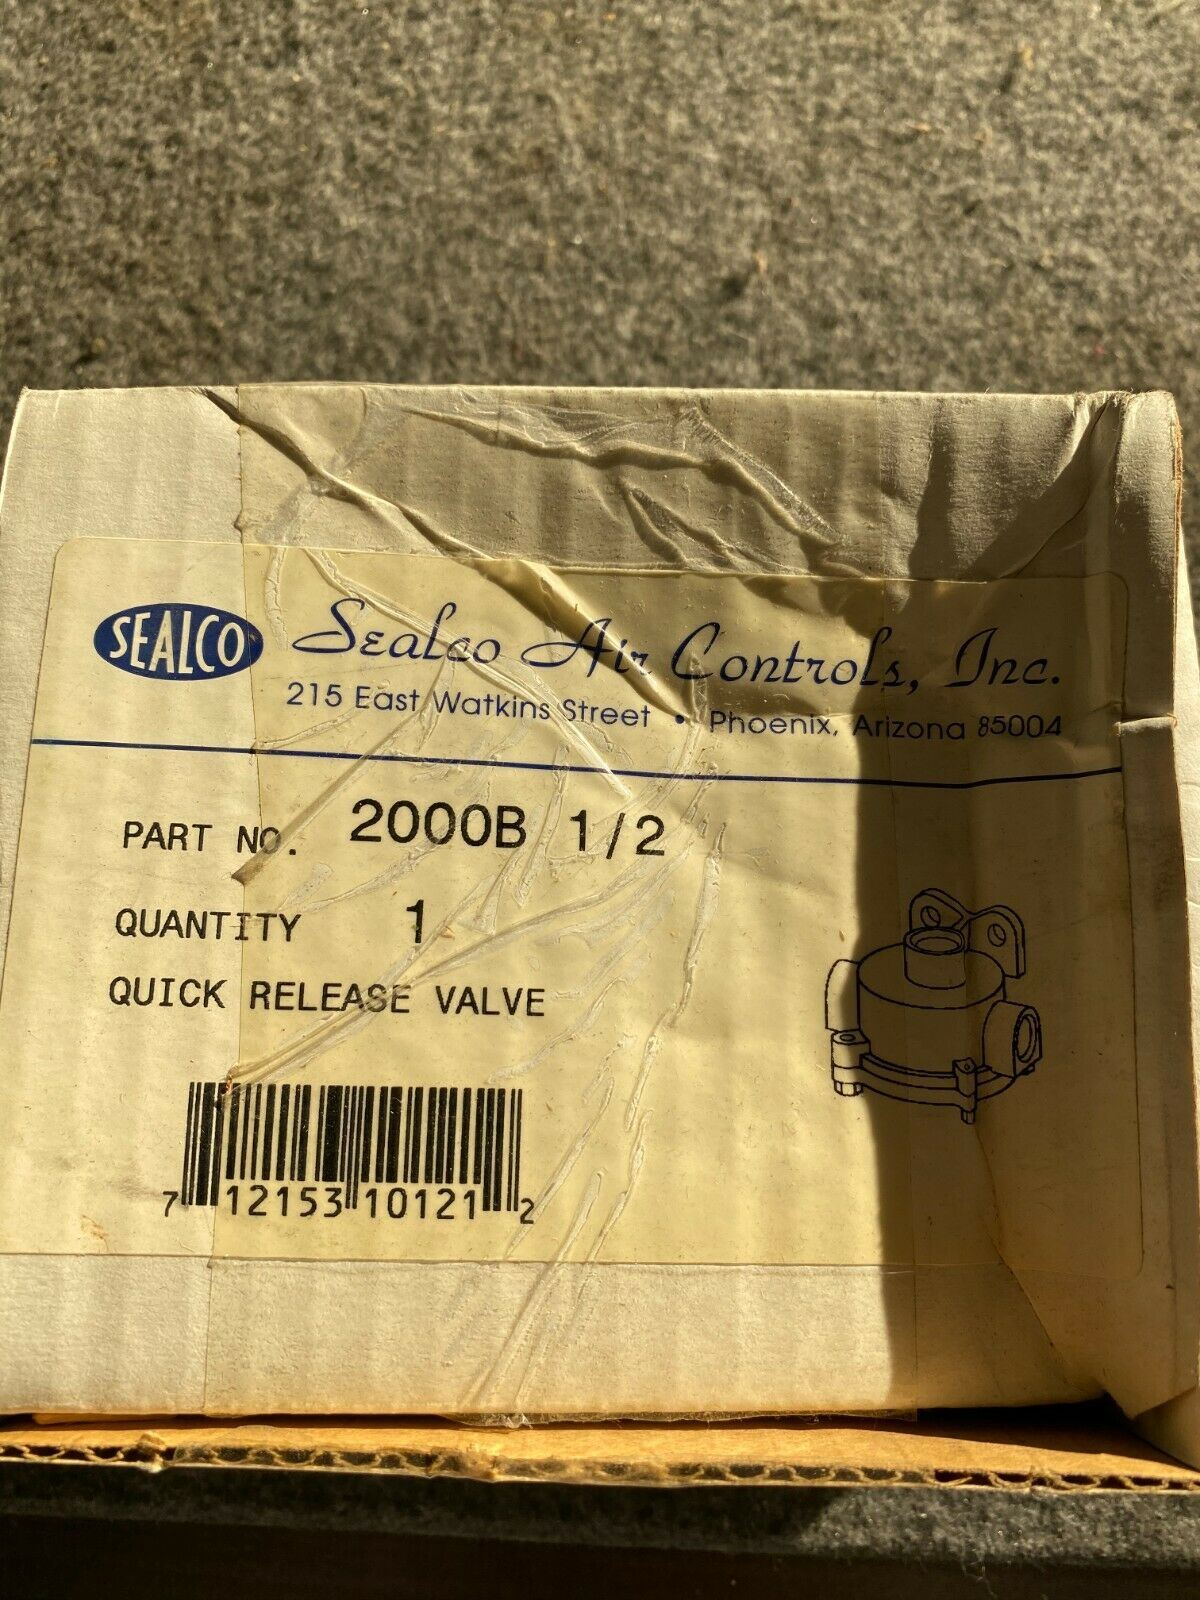 SEALCO
Sealco Air Controls, Inc.
215 East Watkins Street • Phoenix, Arizona 85004
PART NO. 2000B 1/2
QUANTITY 1
QUICK RELEASE VALVE
7 12153 10121 2